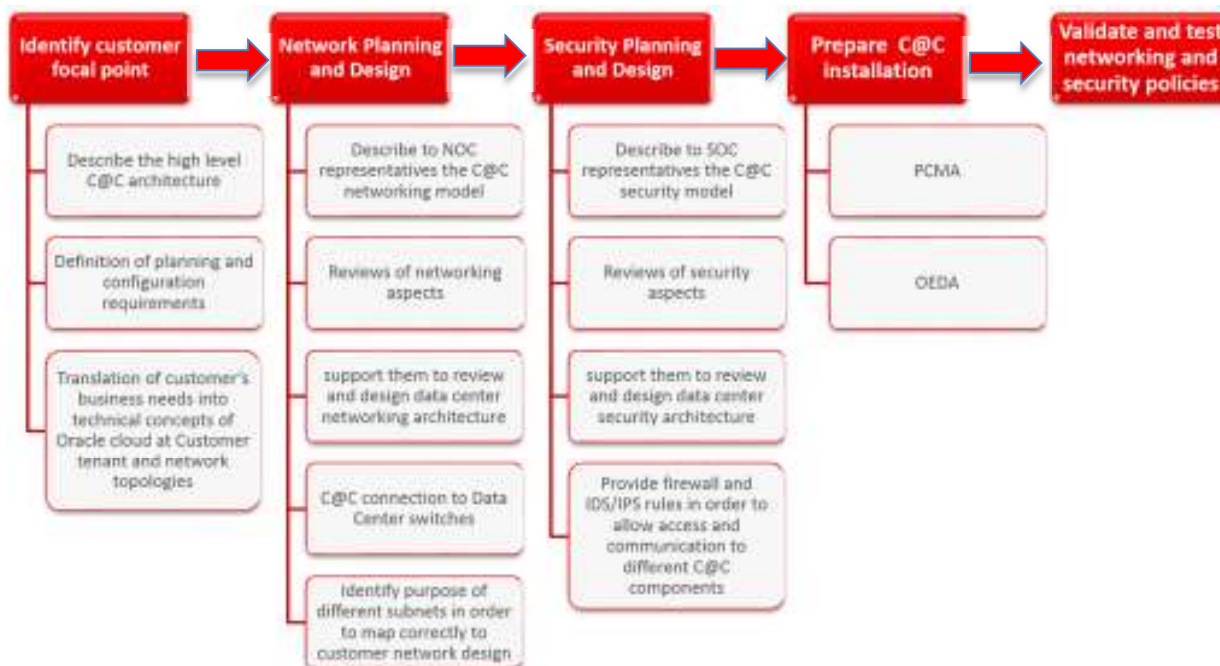 Identify customer
focal point
Network Planning
and Design
Security Planning
and Design
Prepare C@C
installation
Validate and test
networking and
security policies
Describe the high level
C@C architecture
Definition of planning and
configuration
requirements
Translation of customer's
business needs into
technical concepts of
Oracle cloud at Customer
tenant and network
topologies
Describe to NOC
representatives the C@C
networking model
Reviews of networking
aspects
support them to review
and design data center
networking architecture
C@C connection to Data
Center switches
Identify purpose of
different subnets in order
to map correctly to
customer network design
Describe to SOC
representatives the C@C
security model
Reviews of security
aspects
support them to review
and design data center
security architecture
Provide firewall and
IDS/IPS rules in order to
allow access and
communication to
different C@C
components
PCMA
OEDA